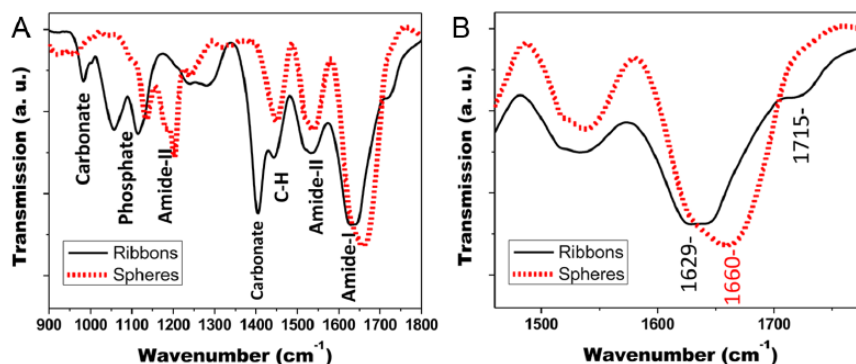 A
Transmission (a. u.)
Carbonate
Phosphate
Amide-II
Carbonate
C-H
Amide-II
Amide-I
Ribbons
Spheres
900 1000 1100 1200 1300 1400 1500 1600 1700 1800
Wavenumber (cm⁻¹)
B
Transmission (a. u.)
1629-
1660-
1715-
Ribbons
Spheres
1500 1600 1700
Wavenumber (cm⁻¹)